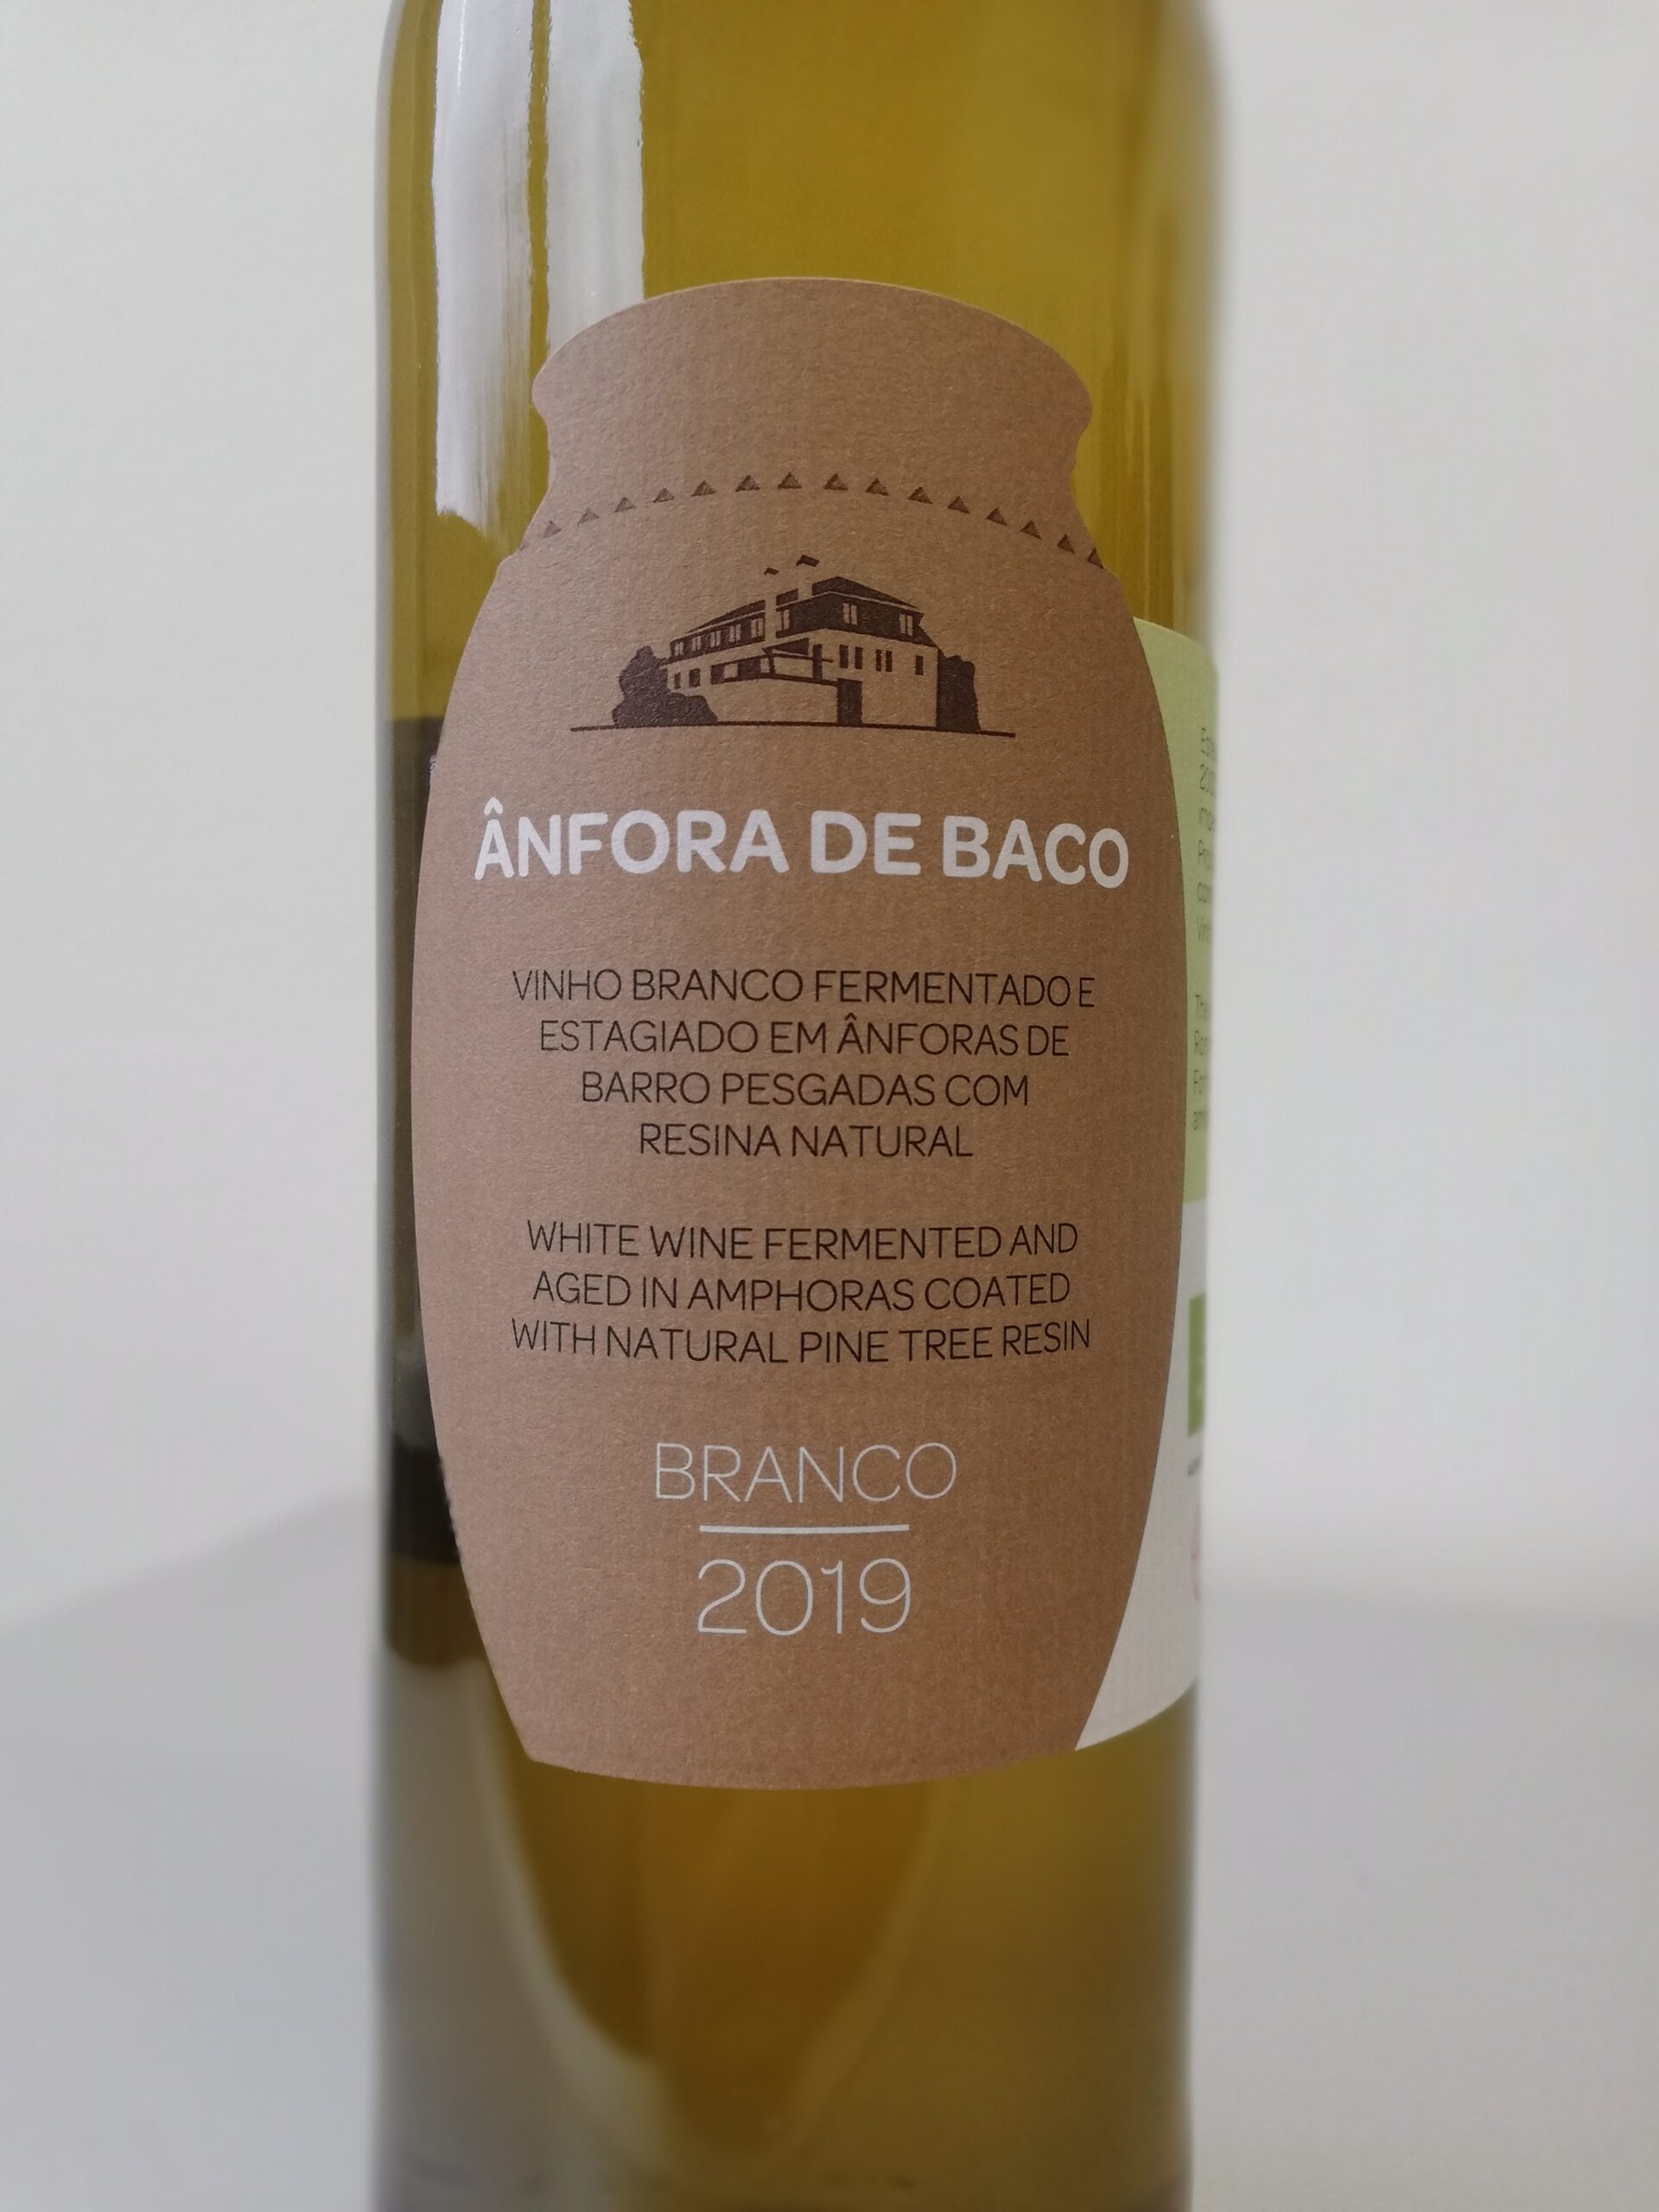 ÂNFORA DE BACO
VINHO BRANCO FERMENTADO E
ESTAGIADO EM ÂNFORAS DE
BARRO PESGADAS COM
RESINA NATURAL
WHITE WINE FERMENTED AND
AGED IN AMPHORAS COATED
WITH NATURAL PINE TREE RESIN
BRANCO
2019